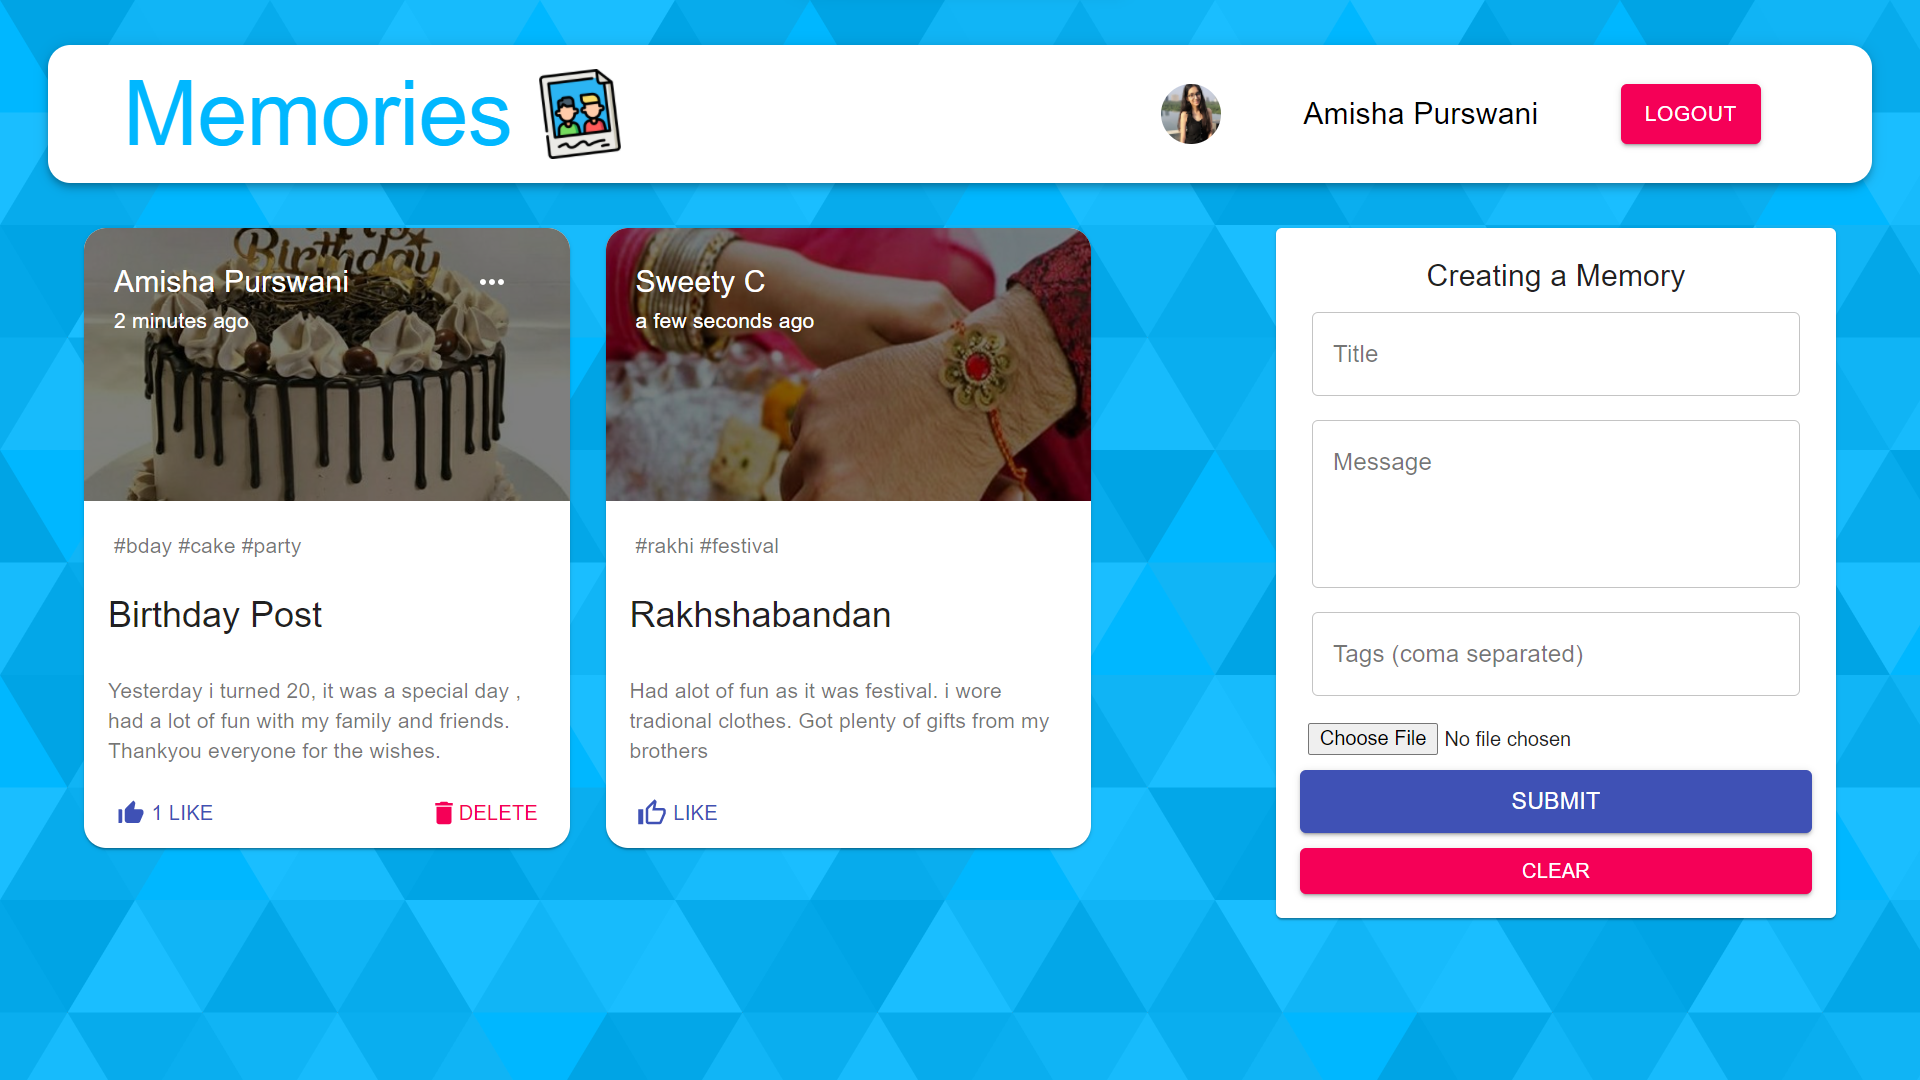 Memories
Amisha Purswani
LOGOUT
Birthday
Amisha Purswani
2 minutes ago
#bday #cake #party
Birthday Post
Yesterday i turned 20, it was a special day ,
had a lot of fun with my family and friends.
Thankyou everyone for the wishes.
1 LIKE
DELETE
Sweety C
a few seconds ago
#rakhi #festival
Rakhshabandan
Had alot of fun as it was festival. i wore
tradional clothes. Got plenty of gifts from my
brothers
LIKE
Creating a Memory
Title
Message
Tags (coma separated)
Choose File No file chosen
SUBMIT
CLEAR